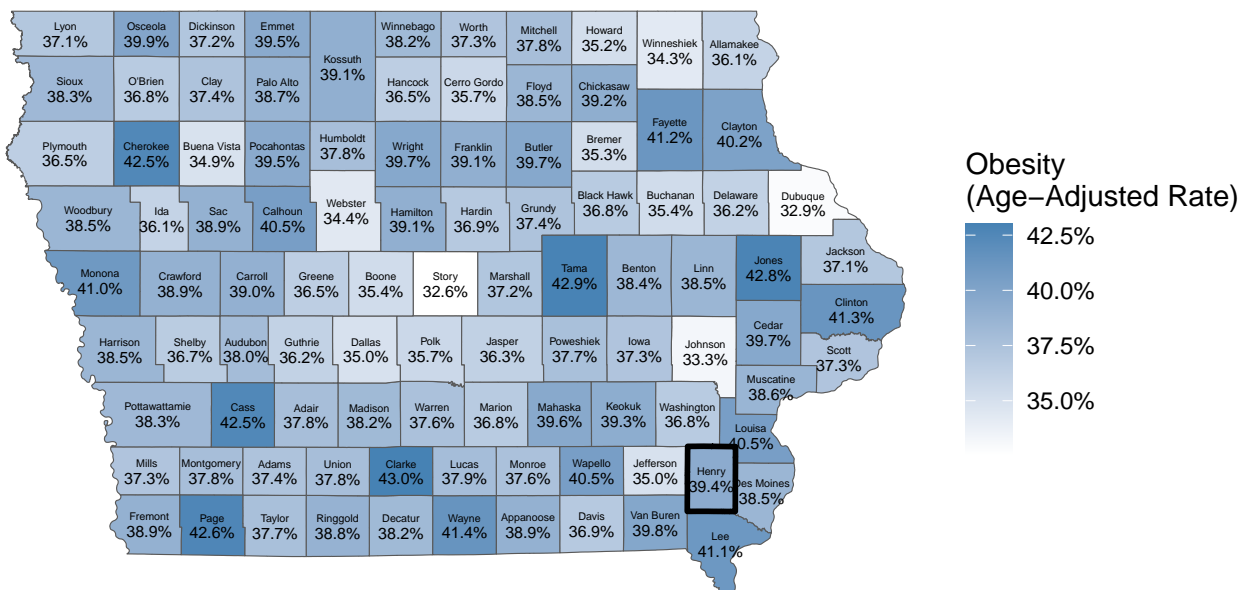 Lyon
37.1%
Osceola
39.9%
Dickinson
37.2%
Emmet
39.5%
Kossuth
39.1%
Winnebago
38.2%
Worth
37.3%
Mitchell
37.8%
Howard
35.2%
Winneshiek
34.3%
Allamakee
36.1%
Sioux
38.3%
O'Brien
36.8%
Clay
37.4%
Palo Alto
38.7%
Hancock
36.5%
Cerro Gordo
35.7%
Floyd
38.5%
Chickasaw
39.2%
Fayette
41.2%
Clayton
40.2%
Plymouth
36.5%
Cherokee
42.5%
Buena Vista
34.9%
Pocahontas
39.5%
Humboldt
37.8%
Wright
39.7%
Franklin
39.1%
Butler
39.7%
Bremer
35.3%
Woodbury
38.5%
Ida
36.1%
Sac
38.9%
Calhoun
40.5%
Webster
34.4%
Hamilton
39.1%
Hardin
36.9%
Grundy
37.4%
Black Hawk
36.8%
Buchanan
35.4%
Delaware
36.2%
Dubuque
32.9%
Monona
41.0%
Crawford
38.9%
Carroll
39.0%
Greene
36.5%
Boone
35.4%
Story
32.6%
Marshall
37.2%
Tama
42.9%
Benton
38.4%
Linn
38.5%
Jones
42.8%
Jackson
37.1%
Clinton
41.3%
Harrison
38.5%
Shelby
36.7%
Audubon
38.0%
Guthrie
36.2%
Dallas
35.0%
Polk
35.7%
Jasper
36.3%
Poweshiek
37.7%
Iowa
37.3%
Johnson
33.3%
Cedar
39.7%
Scott
37.3%
Muscatine
38.6%
Pottawattamie
38.3%
Cass
42.5%
Adair
37.8%
Madison
38.2%
Warren
37.6%
Marion
36.8%
Mahaska
39.6%
Keokuk
39.3%
Washington
36.8%
Louisa
40.5%
Mills
37.3%
Montgomery
37.8%
Adams
37.4%
Union
37.8%
Clarke
43.0%
Lucas
37.9%
Monroe
37.6%
Wapello
40.5%
Jefferson
35.0%
Henry
39.4%
Des Moines
38.5%
Fremont
38.9%
Page
42.6%
Taylor
37.7%
Ringgold
38.8%
Decatur
38.2%
Wayne
41.4%
Appanoose
38.9%
Davis
36.9%
Van Buren
39.8%
Lee
41.1%
Obesity
(Age−Adjusted Rate)
42.5%
40.0%
37.5%
35.0%